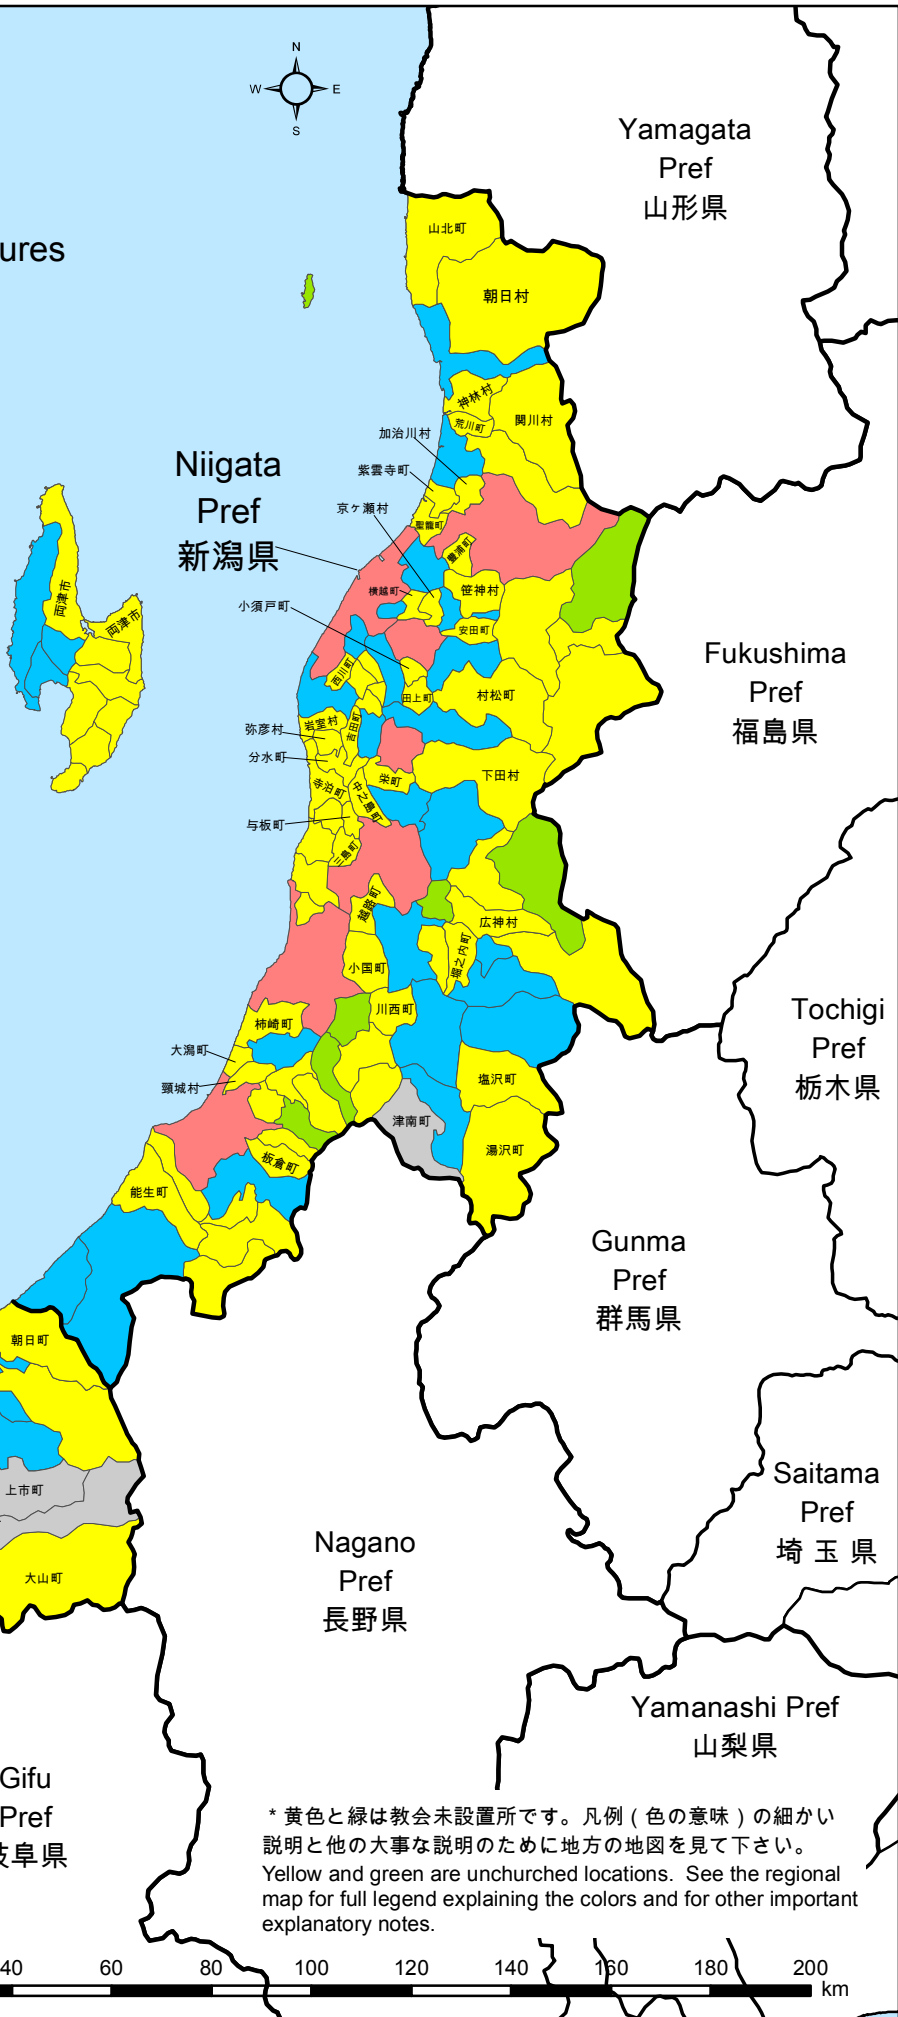 N
W E
S
Yamagata
Pref
山形県
ures
山北町
朝日村
神林村
関川村
荒川町
加治川村
紫雲寺町
京ヶ瀬村
Niigata
Pref
新潟県
聖籠町
豊浦町
笹神村
横越町
小須戸町
安田町
両津市
両津市
西川町
田上町
村松町
Fukushima
Pref
福島県
岩室村
吉田町
弥彦村
分水町
栄町
下田村
寺泊町
中之島町
与板町
三島町
越路町
広神村
堀之内町
小国町
川西町
柿崎町
大潟町
頸城村
塩沢町
津南町
湯沢町
板倉町
能生町
Tochigi
Pref
栃木県
Gunma
Pref
群馬県
朝日町
上市町
大山町
Saitama
Pref
埼玉県
Nagano
Pref
長野県
Yamanashi Pref
山梨県
Gifu
Pref
岐阜県
* 黄色と緑は教会未設置所です。凡例 ( 色の意味 ) の細かい
説明と他の大事な説明のために地方の地図を見て下さい。
Yellow and green are unchurched locations. See the regional
map for full legend explaining the colors and for other important
explanatory notes.
40 60 80 100 120 140 160 180 200
km